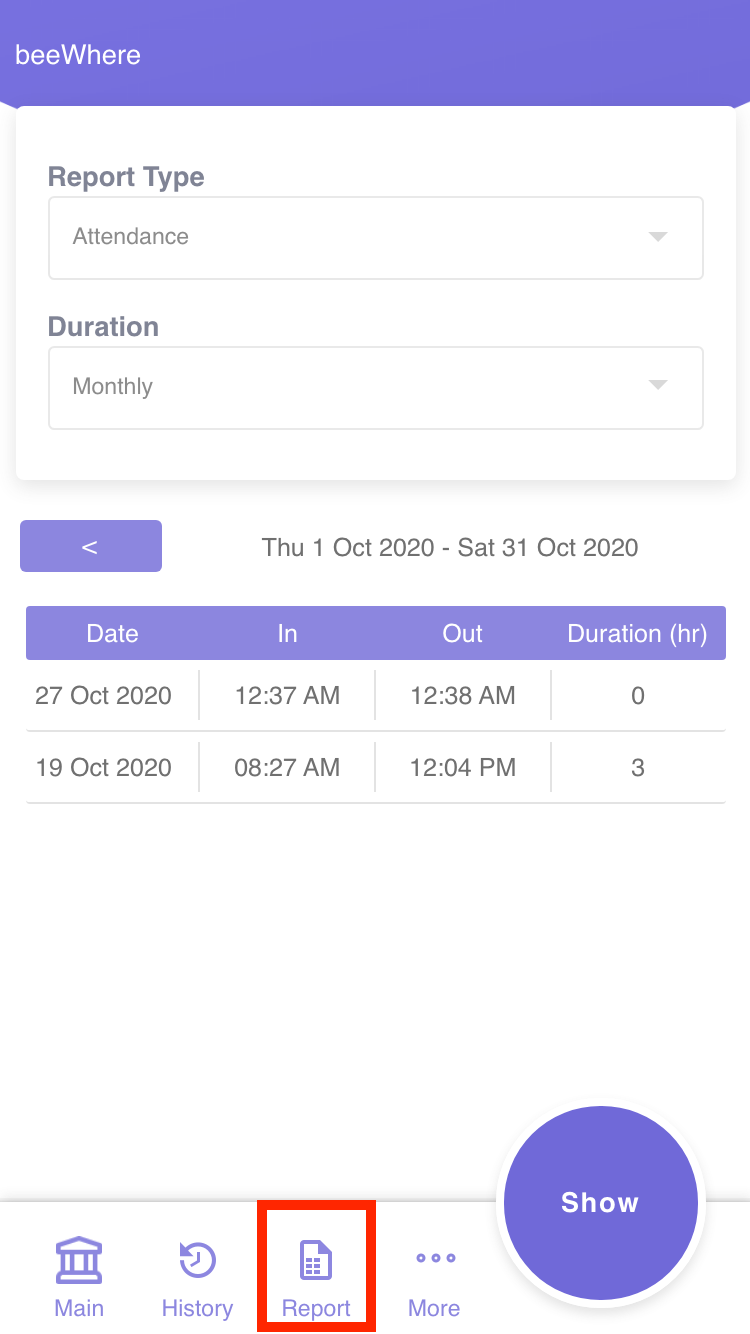 beeWhere
Report Type
Attendance
Duration
Monthly
< Thu 1 Oct 2020 - Sat 31 Oct 2020
Date In Out Duration (hr)
27 Oct 2020 12:37 AM 12:38 AM 0
19 Oct 2020 08:27 AM 12:04 PM 3
Show
Main History Report More